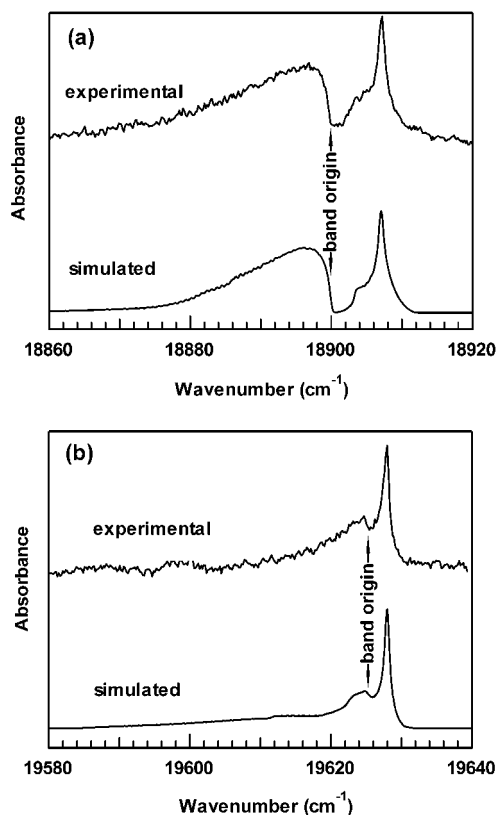 (a)
experimental
band origin
simulated
Absorbance
18860 18880 18900 18920
Wavenumber (cm⁻¹)
(b)
experimental
band origin
simulated
Absorbance
19580 19600 19620 19640
Wavenumber (cm⁻¹)